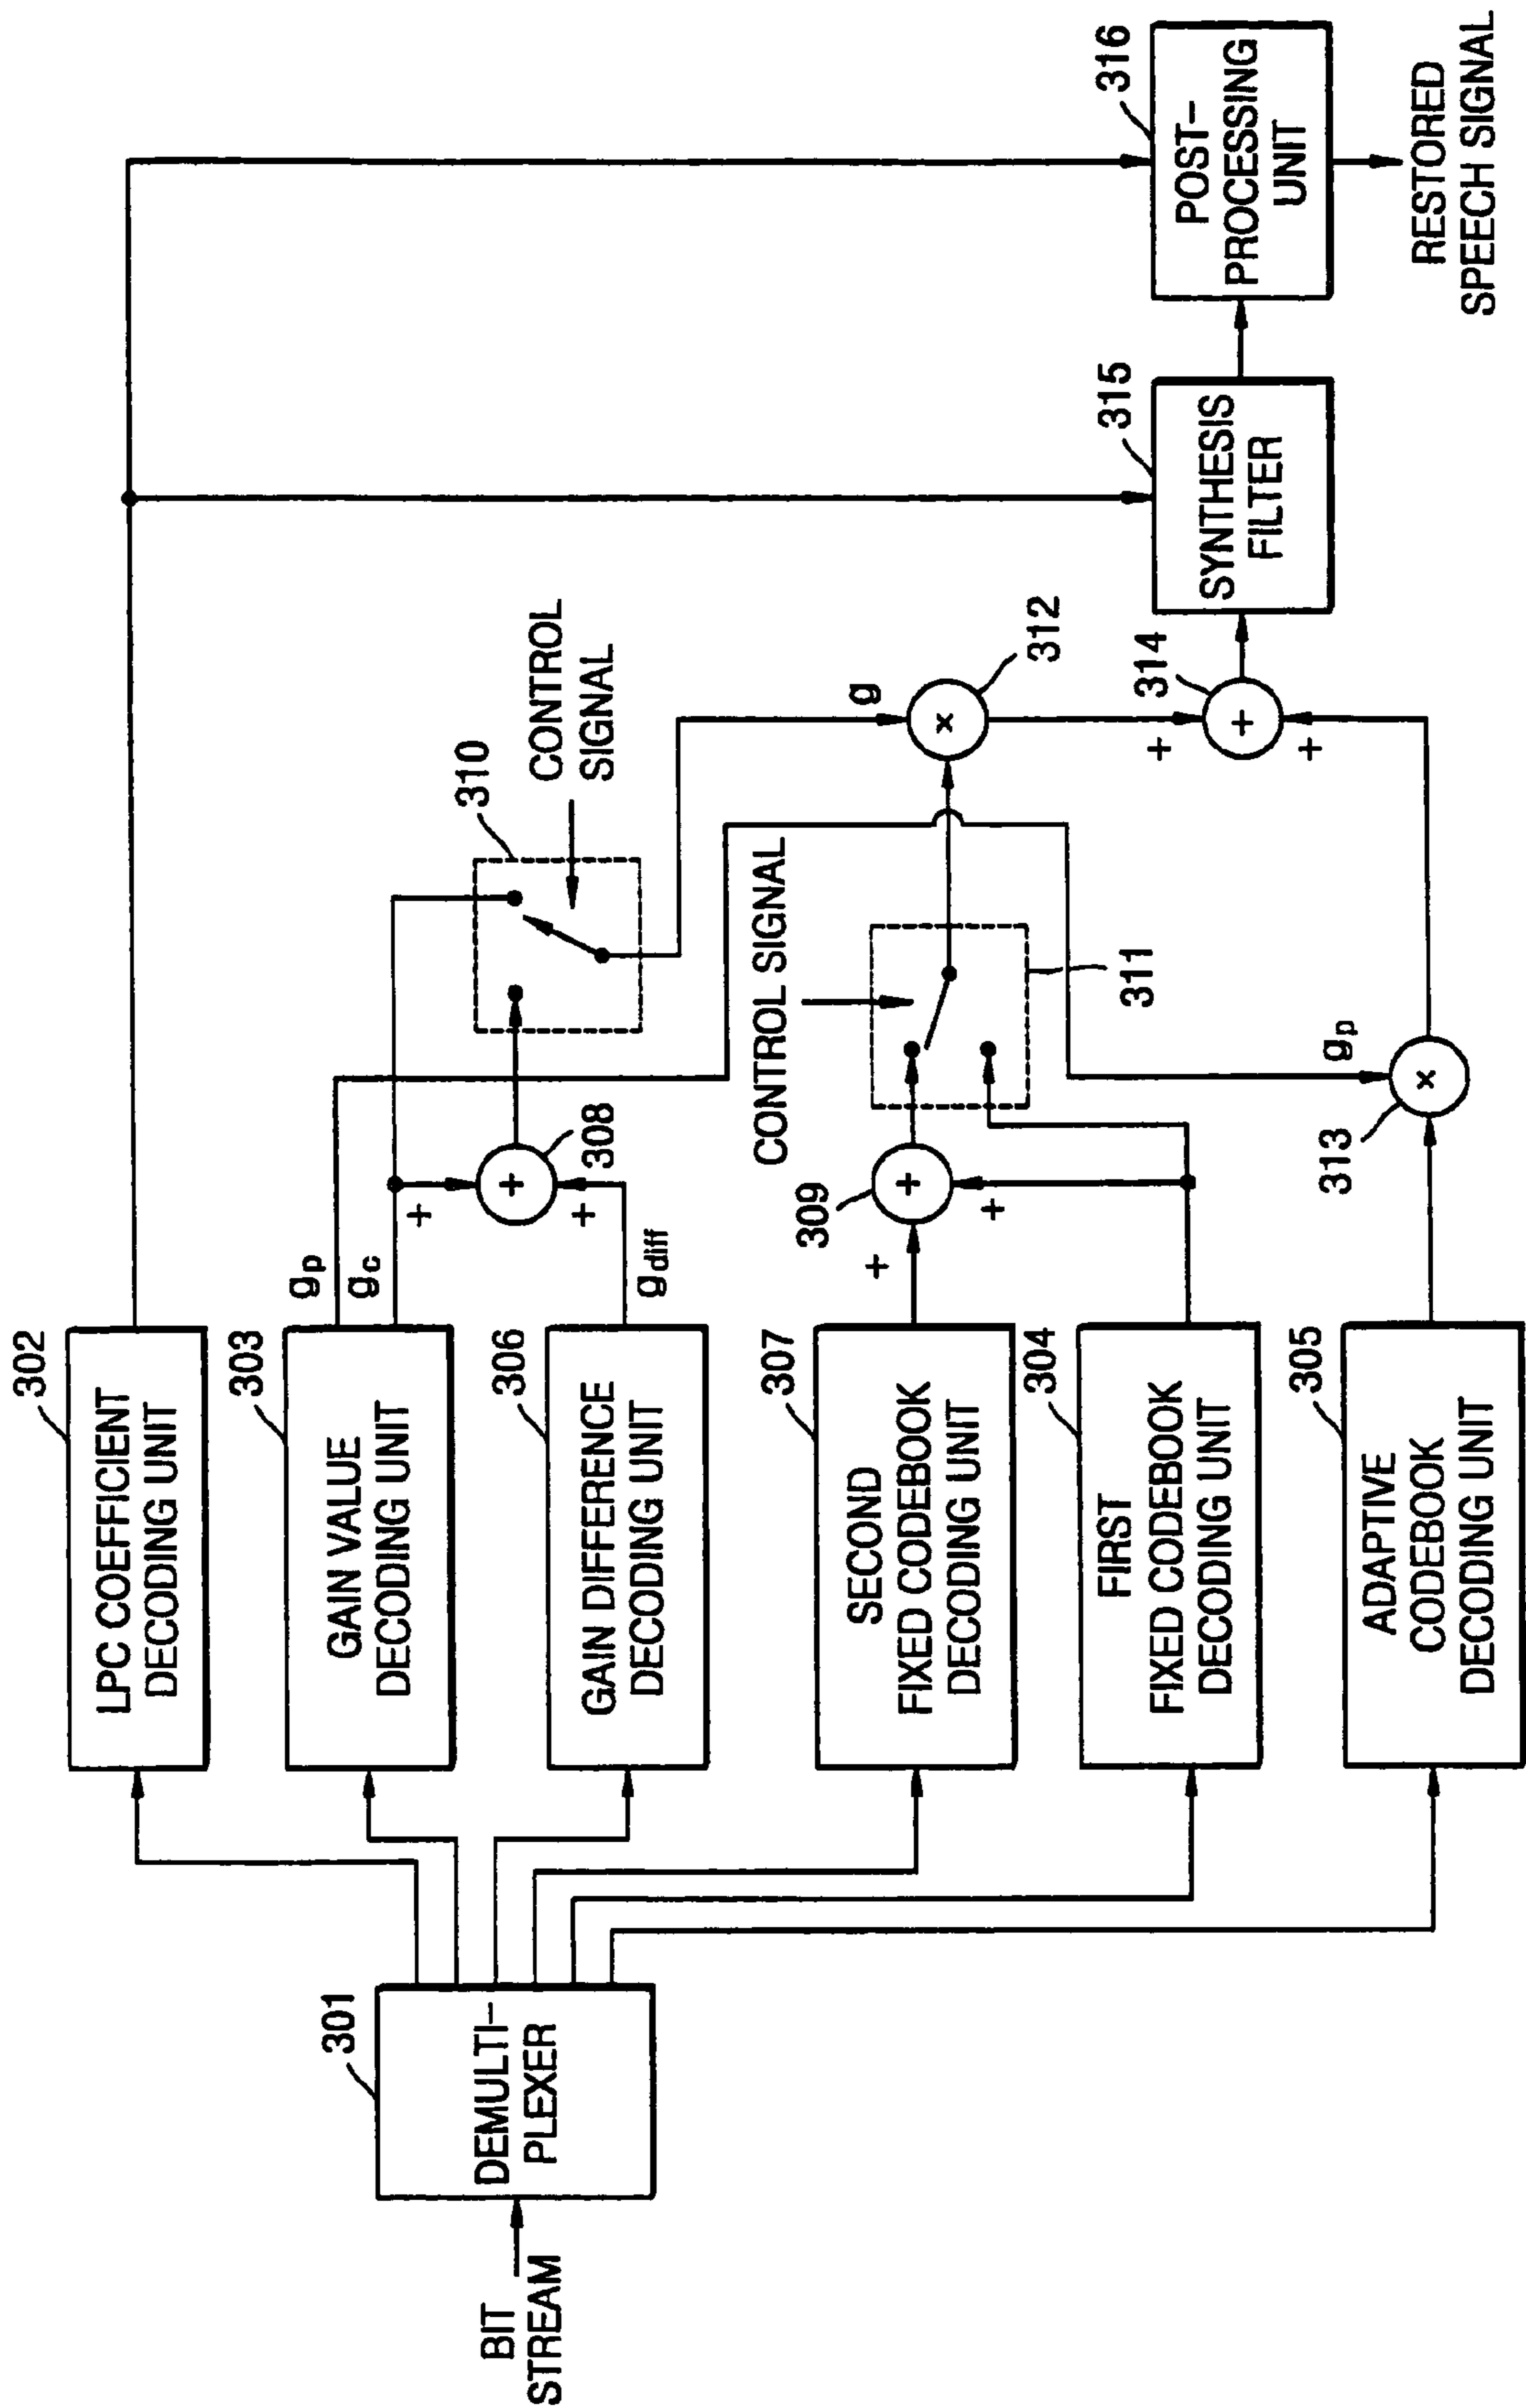 BIT
STREAM
301
DEMULTI-
PLEXER
302
LPC COEFFICIENT
DECODING UNIT
303
GAIN VALUE
DECODING UNIT
306
GAIN DIFFERENCE
DECODING UNIT
307
SECOND
FIXED CODEBOOK
DECODING UNIT
304
FIRST
FIXED CODEBOOK
DECODING UNIT
305
ADAPTIVE
CODEBOOK
DECODING UNIT
gp
gc
gdiff
+
+
+
308
+
+
+
309
310
CONTROL
SIGNAL
CONTROL SIGNAL
311
g
×
312
gp
×
313
+
+
+
314
315
SYNTHESIS
FILTER
316
POST-
PROCESSING
UNIT
RESTORED
SPEECH SIGNAL